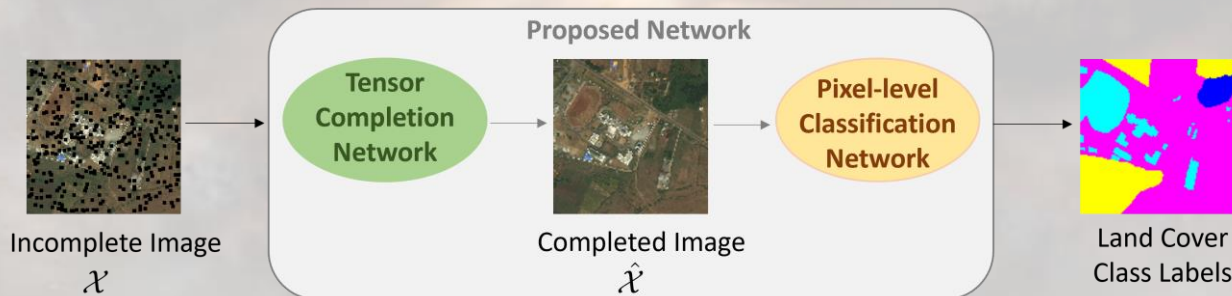 Proposed Network
Tensor
Completion
Network
Pixel-level
Classification
Network
Incomplete Image
𝒳
Completed Image
𝒳̂
Land Cover
Class Labels